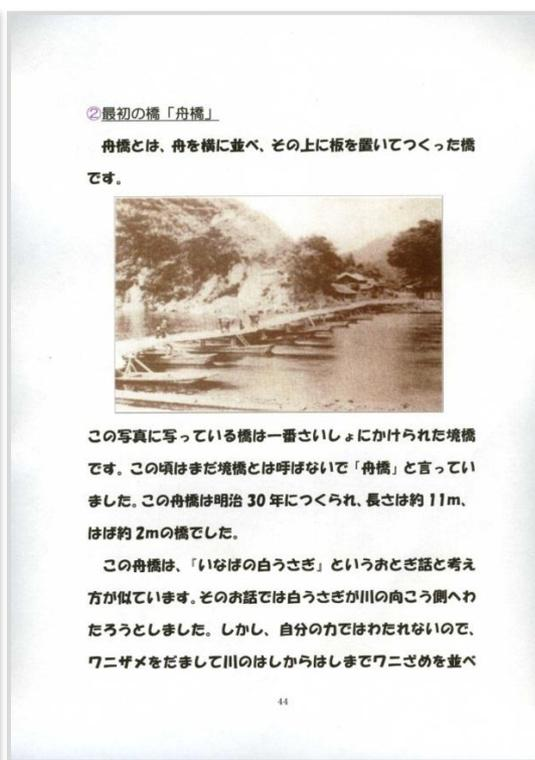 ②最初の橋「舟橋」
舟橋とは、舟を横に並べ、その上に板を置いてつくった橋
です。
この写真に写っている橋は一番さいしょにかけられた境橋
です。この頃はまだ境橋とは呼ばないで「舟橋」と言ってい
ました。この舟橋は明治30年につくられ、長さは約11m、
はば約2mの橋でした。
この舟橋は、『いなばの白うさぎ』というおとぎ話と考え
方が似ています。そのお話では白うさぎが川の向こう側へわ
たろうとしました。しかし、自分の力ではわたれないので、
ワニザメをだまして川のはしからはしまでワニざめを並べ
44